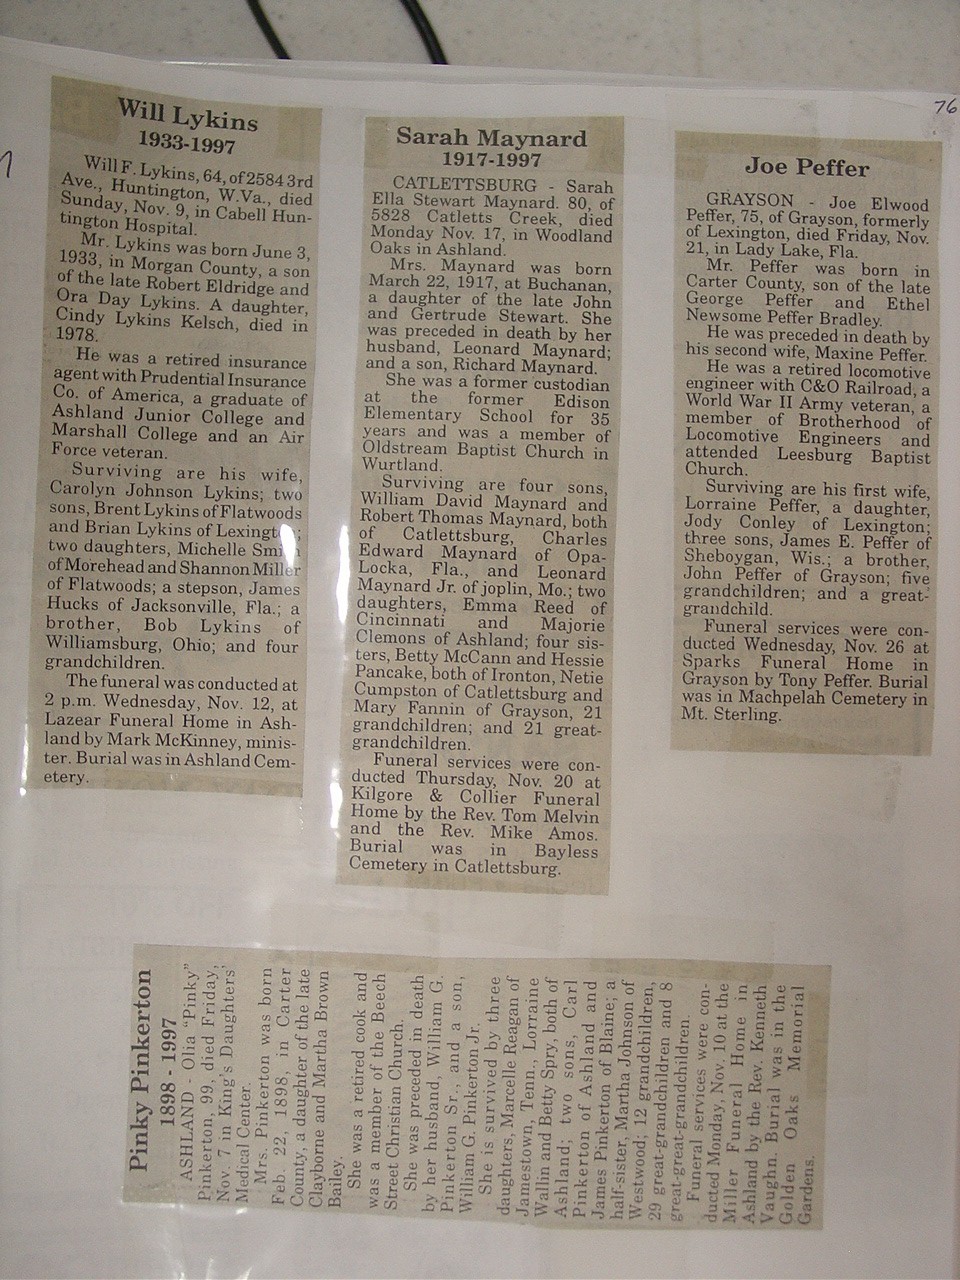 76
Will Lykins
1933-1997
Will F. Lykins, 64, of 2584 3rd
Ave., Huntington, W.Va., died
Sunday, Nov. 9, in Cabell Hun-
tington Hospital.
Mr. Lykins was born June 3,
1933, in Morgan County, a son
of the late Robert Eldridge and
Ora Day Lykins. A daughter,
Cindy Lykins Kelsch, died in
1978.
He was a retired insurance
agent with Prudential Insurance
Co. of America, a graduate of
Ashland Junior College and
Marshall College and an Air
Force veteran.
Surviving are his wife,
Carolyn Johnson Lykins; two
sons, Brent Lykins of Flatwoods
and Brian Lykins of Lexington;
two daughters, Michelle Smith
of Morehead and Shannon Miller
of Flatwoods; a stepson, James
Hucks of Jacksonville, Fla.; a
brother, Bob Lykins of
Williamsburg, Ohio; and four
grandchildren.
The funeral was conducted at
2 p.m. Wednesday, Nov. 12, at
Lazear Funeral Home in Ash-
land by Mark McKinney, minis-
ter. Burial was in Ashland Cem-
etery.
Sarah Maynard
1917-1997
CATLETTSBURG - Sarah
Ella Stewart Maynard. 80, of
5828 Catletts Creek, died
Monday Nov. 17, in Woodland
Oaks in Ashland.
Mrs. Maynard was born
March 22, 1917, at Buchanan,
a daughter of the late John
and Gertrude Stewart. She
was preceded in death by her
husband, Leonard Maynard;
and a son, Richard Maynard.
She was a former custodian
at the former Edison
Elementary School for 35
years and was a member of
Oldstream Baptist Church in
Wurtland.
Surviving are four sons,
William David Maynard and
Robert Thomas Maynard, both
of Catlettsburg, Charles
Edward Maynard of Opa-
Locka, Fla., and Leonard
Maynard Jr. of joplin, Mo.; two
daughters, Emma Reed of
Cincinnati and Majorie
Clemons of Ashland; four sis-
ters, Betty McCann and Hessie
Pancake, both of Ironton, Netie
Cumpston of Catlettsburg and
Mary Fannin of Grayson, 21
grandchildren; and 21 great-
grandchildren.
Funeral services were con-
ducted Thursday, Nov. 20 at
Kilgore & Collier Funeral
Home by the Rev. Tom Melvin
and the Rev. Mike Amos.
Burial was in Bayless
Cemetery in Catlettsburg.
Joe Peffer
GRAYSON - Joe Elwood
Peffer, 75, of Grayson, formerly
of Lexington, died Friday, Nov.
21, in Lady Lake, Fla.
Mr. Peffer was born in
Carter County, son of the late
George Peffer and Ethel
Newsome Peffer Bradley.
He was preceded in death by
his second wife, Maxine Peffer.
He was a retired locomotive
engineer with C&O Railroad, a
World War II Army veteran, a
member of Brotherhood of
Locomotive Engineers and
attended Leesburg Baptist
Church.
Surviving are his first wife,
Lorraine Peffer, a daughter,
Jody Conley of Lexington;
three sons, James E. Peffer of
Sheboygan, Wis.; a brother,
John Peffer of Grayson; five
grandchildren; and a great-
grandchild.
Funeral services were con-
ducted Wednesday, Nov. 26 at
Sparks Funeral Home in
Grayson by Tony Peffer. Burial
was in Machpelah Cemetery in
Mt. Sterling.
Pinky Pinkerton
1898 - 1997
ASHLAND - Olia "Pinky"
Pinkerton, 99, died Friday,
Nov. 7 in King's Daughters'
Medical Center.
Mrs. Pinkerton was born
Feb. 22, 1898, in Carter
County, a daughter of the late
Clayborne and Martha Brown
Bailey.
She was a retired cook and
was a member of the Beech
Street Christian Church.
She was preceded in death
by her husband, William G.
Pinkerton Sr., and a son,
William G. Pinkerton Jr.
She is survived by three
daughters, Marcelle Reagan of
Jamestown, Tenn., Lorraine
Wallin and Betty Spry, both of
Ashland; two sons, Carl
Pinkerton of Ashland and
James Pinkerton of Blaine; a
half-sister, Martha Johnson of
Westwood; 12 grandchildren,
29 great-grandchildren and 8
great-great-grandchildren.
Funeral services were con-
ducted Monday, Nov. 10 at the
Miller Funeral Home in
Ashland by the Rev. Kenneth
Vaughn. Burial was in the
Golden Oaks Memorial
Gardens.